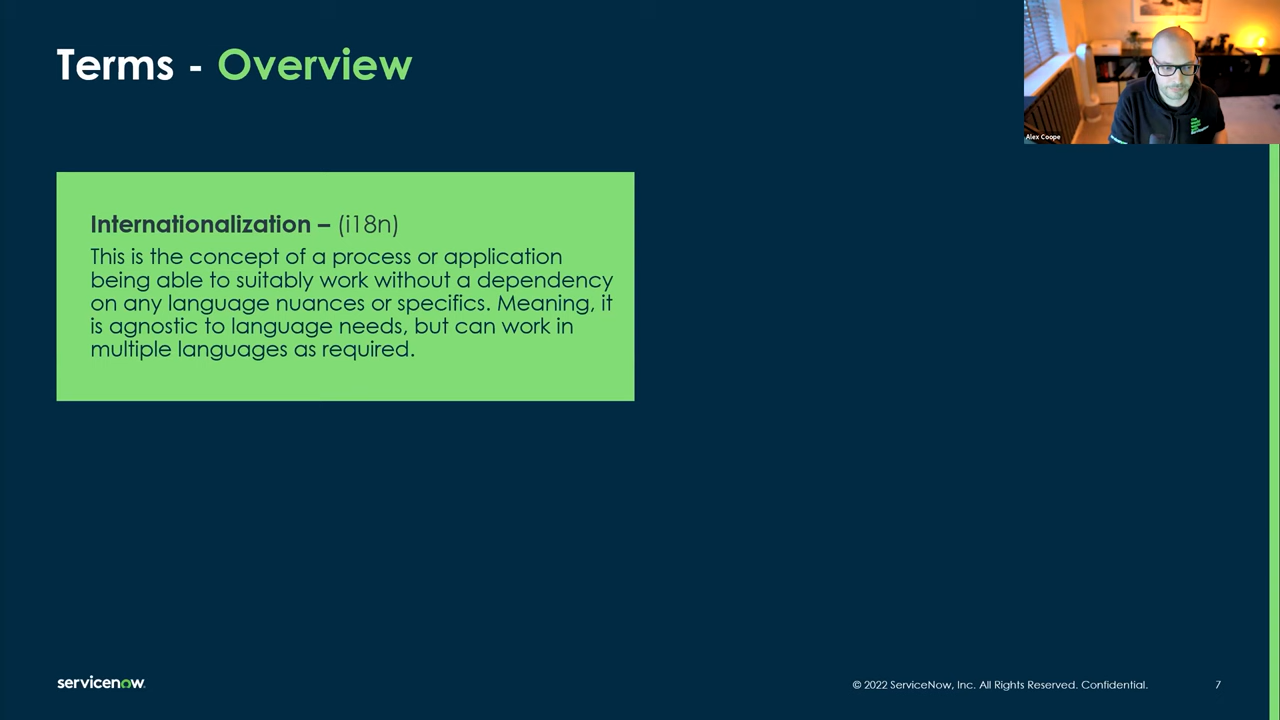 Terms - Overview
Alex Coope
Internationalization – (i18n)
This is the concept of a process or application
being able to suitably work without a dependency
on any language nuances or specifics. Meaning, it
is agnostic to language needs, but can work in
multiple languages as required.
servicenow.
© 2022 ServiceNow, Inc. All Rights Reserved. Confidential.
7